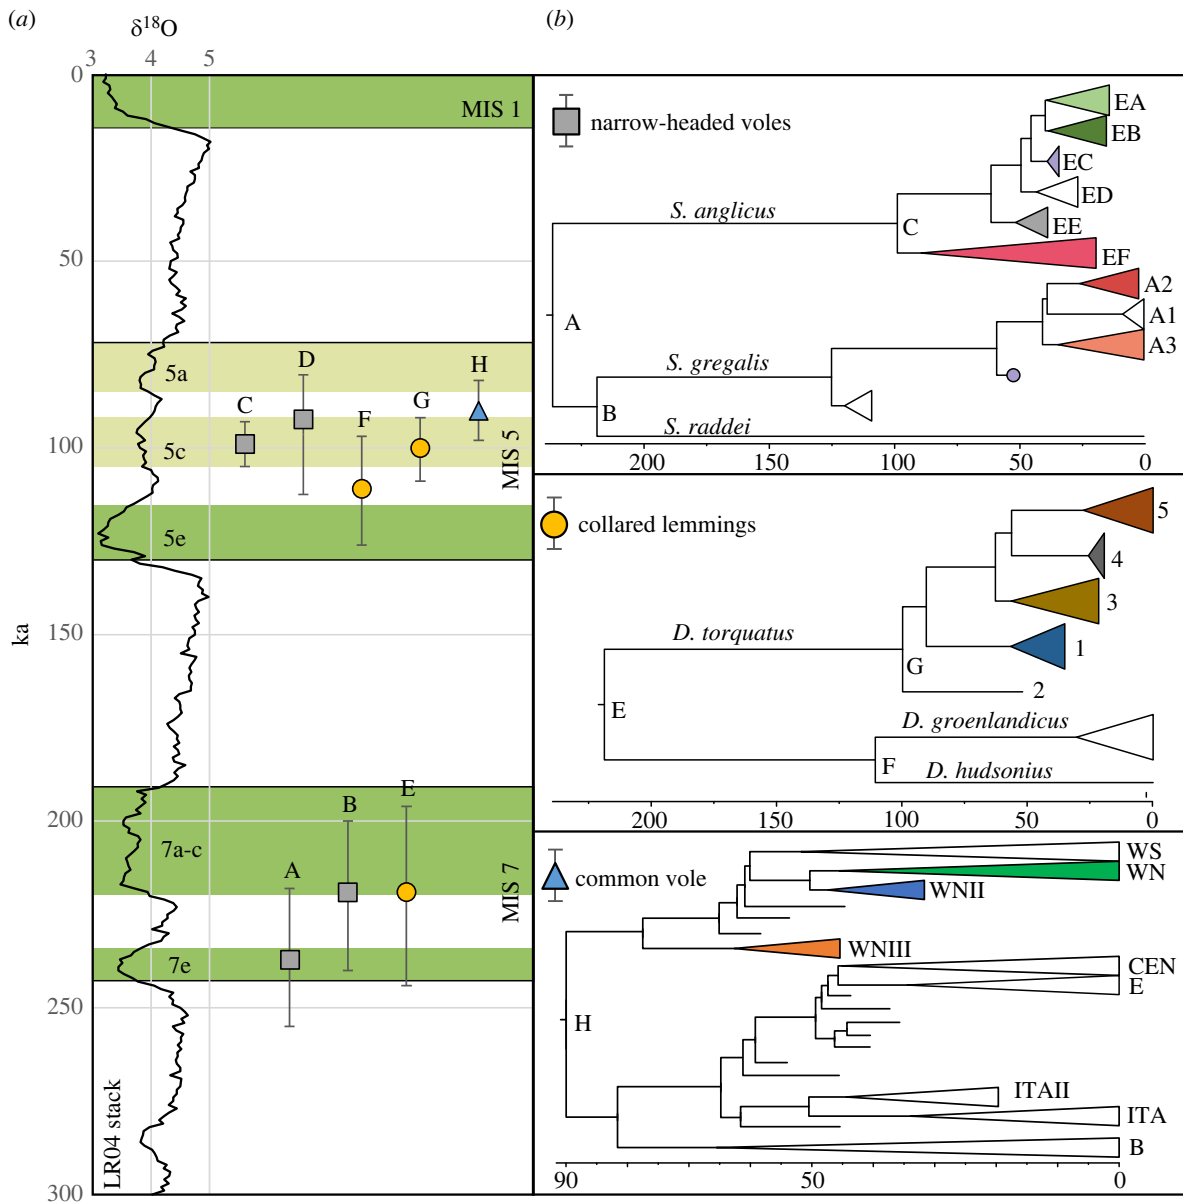 (a)
δ18O
3 4 5
0
50
100
150
200
250
300
ka
MIS 1
5a
5c
5e
MIS 5
7a-c
7e
MIS 7
LR04 stack
A
B
C
D
E
F
G
H
(b)
narrow-headed voles
EA
EB
EC
ED
EE
EF
A2
A1
A3
S. anglicus
S. gregalis
S. raddei
A
B
C
200 150 100 50 0
collared lemmings
5
4
3
1
2
D. torquatus
D. groenlandicus
D. hudsonius
E
F
G
200 150 100 50 0
common vole
WS
WN
WNII
WNIII
CEN
E
ITAII
ITA
B
H
90 50 0